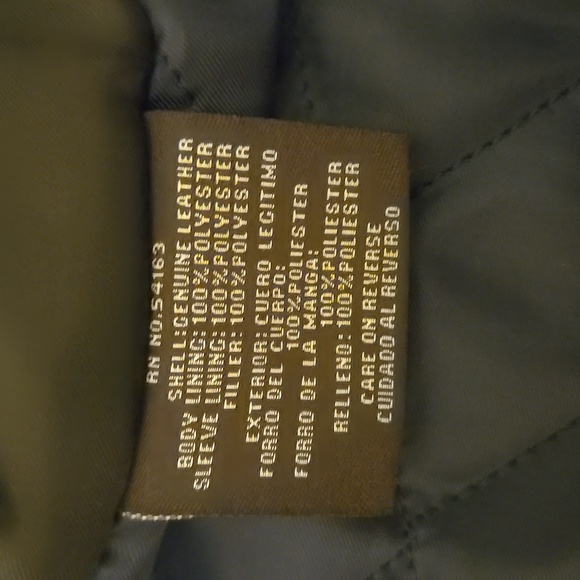 RN NO.54163
SHELL:GENUINE LEATHER
BODY LINING:100%POLYESTER
SLEEVE LINING:100%POLYESTER
FILLER:100%POLYESTER
EXTERIOR:CUERO LEGITIMO
FORRO DEL CUERPO:
100%POLIESTER
FORRO DE LA MANGA:
100%POLIESTER
RELLENO:100%POLIESTER
CARE ON REVERSE
CUIDADO AL REVERSO